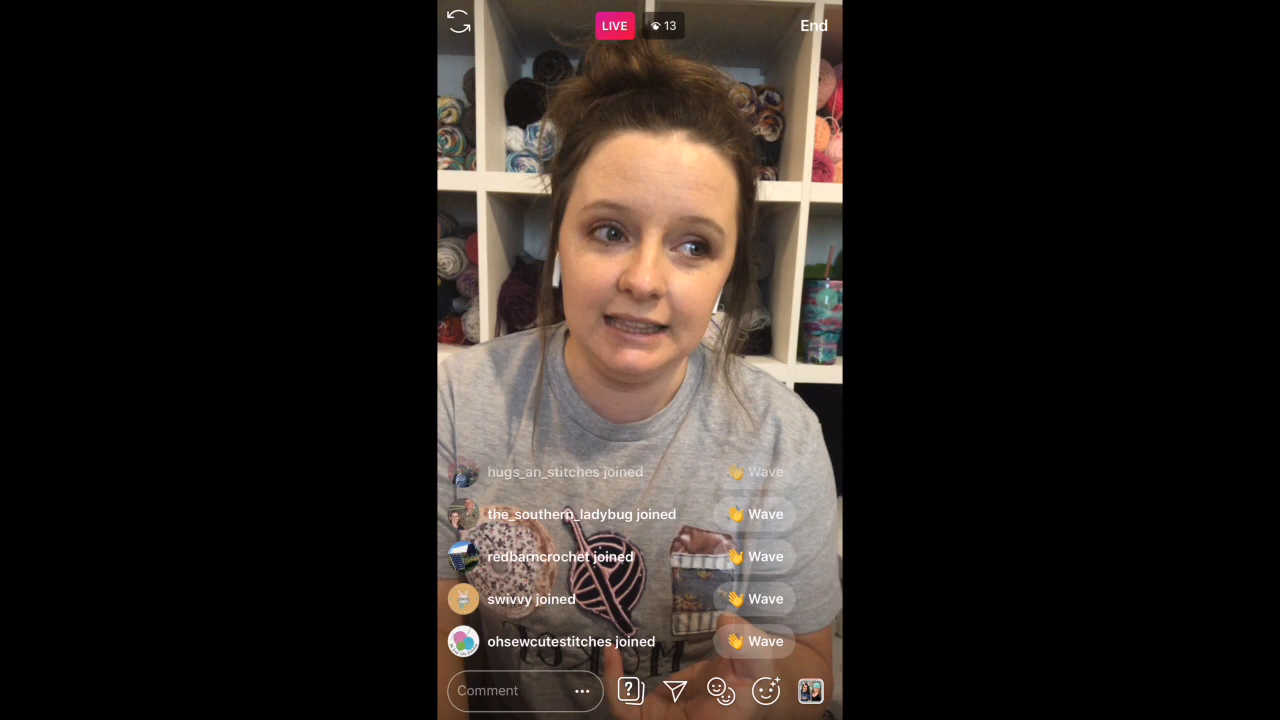 LIVE
13
End
hugs_an_stitches joined
Wave
the_southern_ladybug joined
Wave
redbarncrochet joined
Wave
swivvy joined
Wave
ohsewcutestitches joined
Wave
Comment